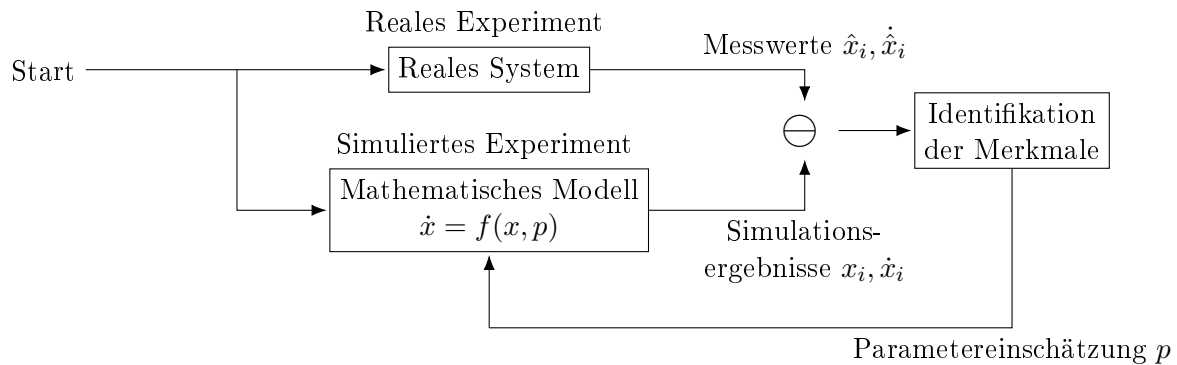 Reales Experiment
Messwerte $\hat{x}_i, \dot{\hat{x}}_i$
Start
Reales System
Identifikation
der Merkmale
Simuliertes Experiment
Mathematisches Modell
$\dot{x} = f(x, p)$
Simulations-
ergebnisse $x_i, \dot{x}_i$
Parametereinschätzung $p$